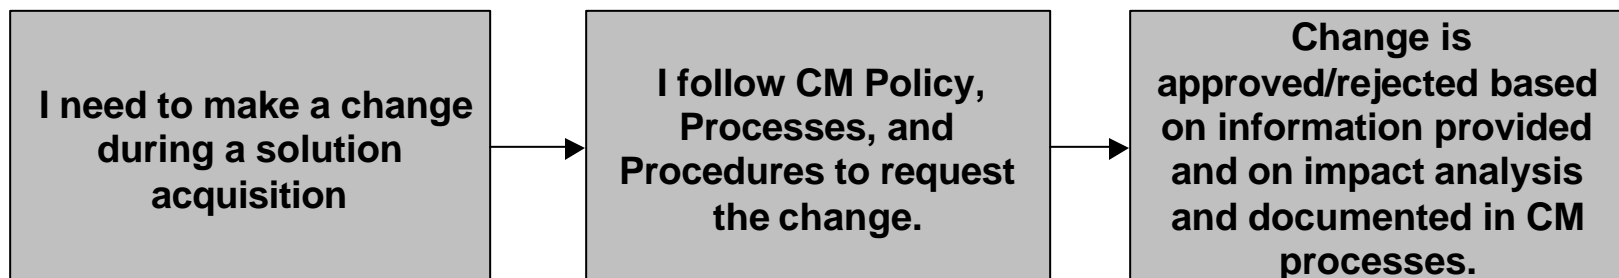 I need to make a change
during a solution
acquisition
I follow CM Policy,
Processes, and
Procedures to request
the change.
Change is
approved/rejected based
on information provided
and on impact analysis
and documented in CM
processes.